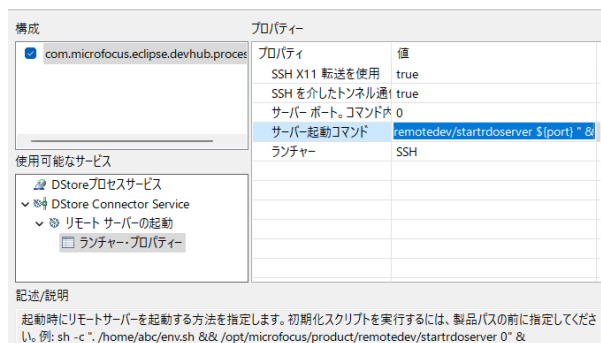 構成
プロパティー
com.microfocus.eclipse.devhub.proces
プロパティ 値
SSH X11 転送を使用 true
SSH を介したトンネル通 true
サーバー ポート。コマンド内 0
サーバー起動コマンド remotedev/startrdoserver ${port} " &
ランチャー SSH
使用可能なサービス
DStoreプロセスサービス
DStore Connector Service
リモート サーバーの起動
ランチャー・プロパティー
記述/説明
起動時にリモートサーバーを起動する方法を指定します。初期化スクリプトを実行するには、製品パスの前に指定してくださ
い。例: sh -c ". /home/abc/env.sh && /opt/microfocus/product/remotedev/startrdoserver 0" &